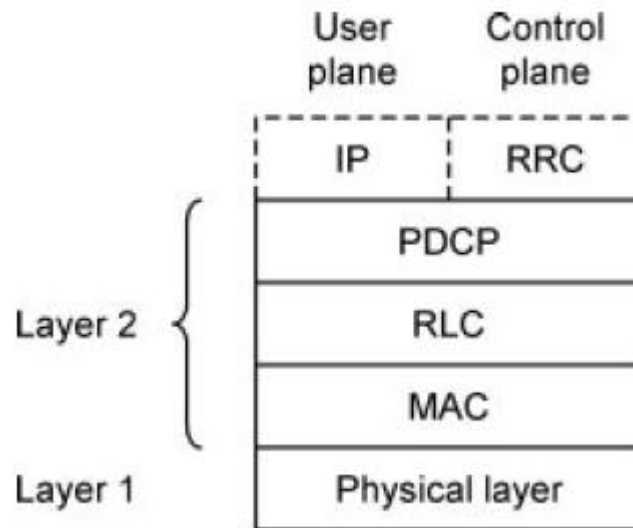 User Control
plane plane
IP RRC
PDCP
Layer 2 RLC
MAC
Layer 1 Physical layer